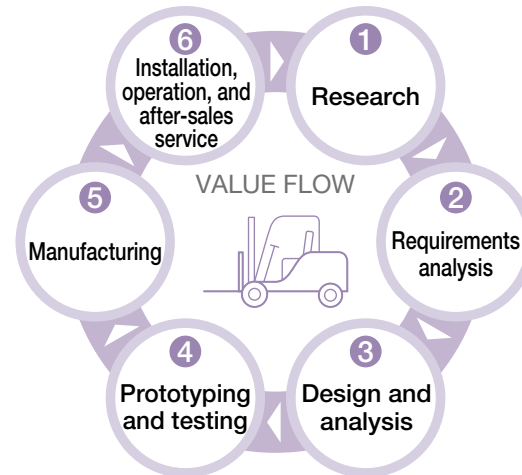 1
Research
2
Requirements
analysis
3
Design and
analysis
4
Prototyping
and testing
5
Manufacturing
6
Installation,
operation, and
after-sales
service
VALUE FLOW